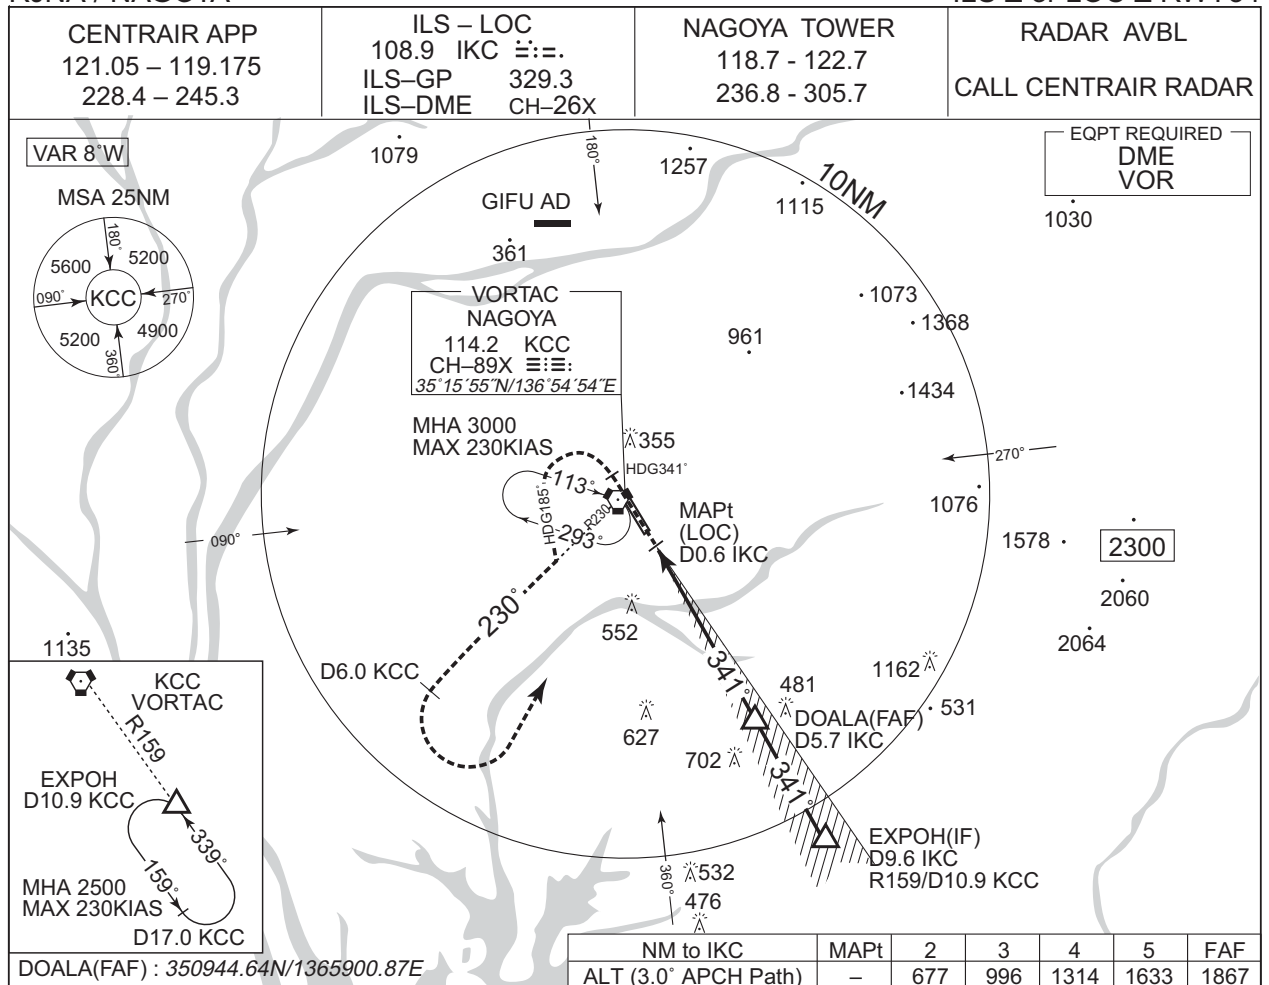 CENTRAIR APP
121.05 – 119.175
228.4 – 245.3
ILS – LOC
108.9 IKC
ILS–GP 329.3
ILS–DME CH–26X
NAGOYA TOWER
118.7 - 122.7
236.8 - 305.7
RADAR AVBL
CALL CENTRAIR RADAR
VAR 8°W
MSA 25NM
180°
5600
5200
090°
KCC
270°
5200
4900
360°
1079
180°
1257
10NM
1115
EQPT REQUIRED
DME
VOR
1030
GIFU AD
361
VORTAC
NAGOYA
114.2 KCC
CH–89X
35°15´55˝N/136°54´54˝E
1073
1368
961
1434
MHA 3000
MAX 230KIAS
355
HDG341°
270°
113°
HDG185°
R230
293°
1076
MAPt
(LOC)
D0.6 IKC
1578
2300
090°
2060
2064
230°
552
1135
D6.0 KCC
341°
1162
481
531
DOALA(FAF)
D5.7 IKC
627
702
341°
EXPOH(IF)
D9.6 IKC
R159/D10.9 KCC
532
360°
476
KCC
VORTAC
R159
EXPOH
D10.9 KCC
339°
159°
MHA 2500
MAX 230KIAS
D17.0 KCC
DOALA(FAF) : 350944.64N/1365900.87E
NM to IKC MAPt 2 3 4 5 FAF
ALT (3.0° APCH Path) – 677 996 1314 1633 1867